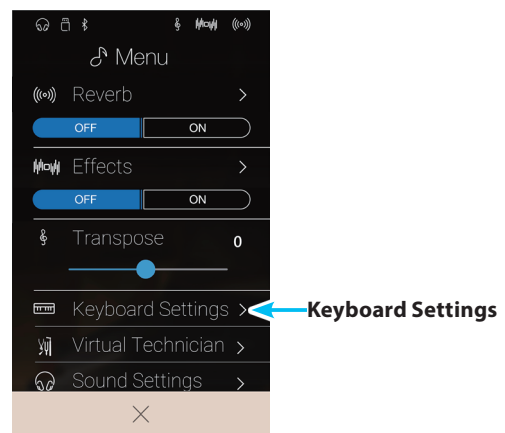 Menu
Reverb
OFF ON
Effects
OFF ON
Transpose 0
Keyboard Settings
Keyboard Settings
Virtual Technician
Sound Settings